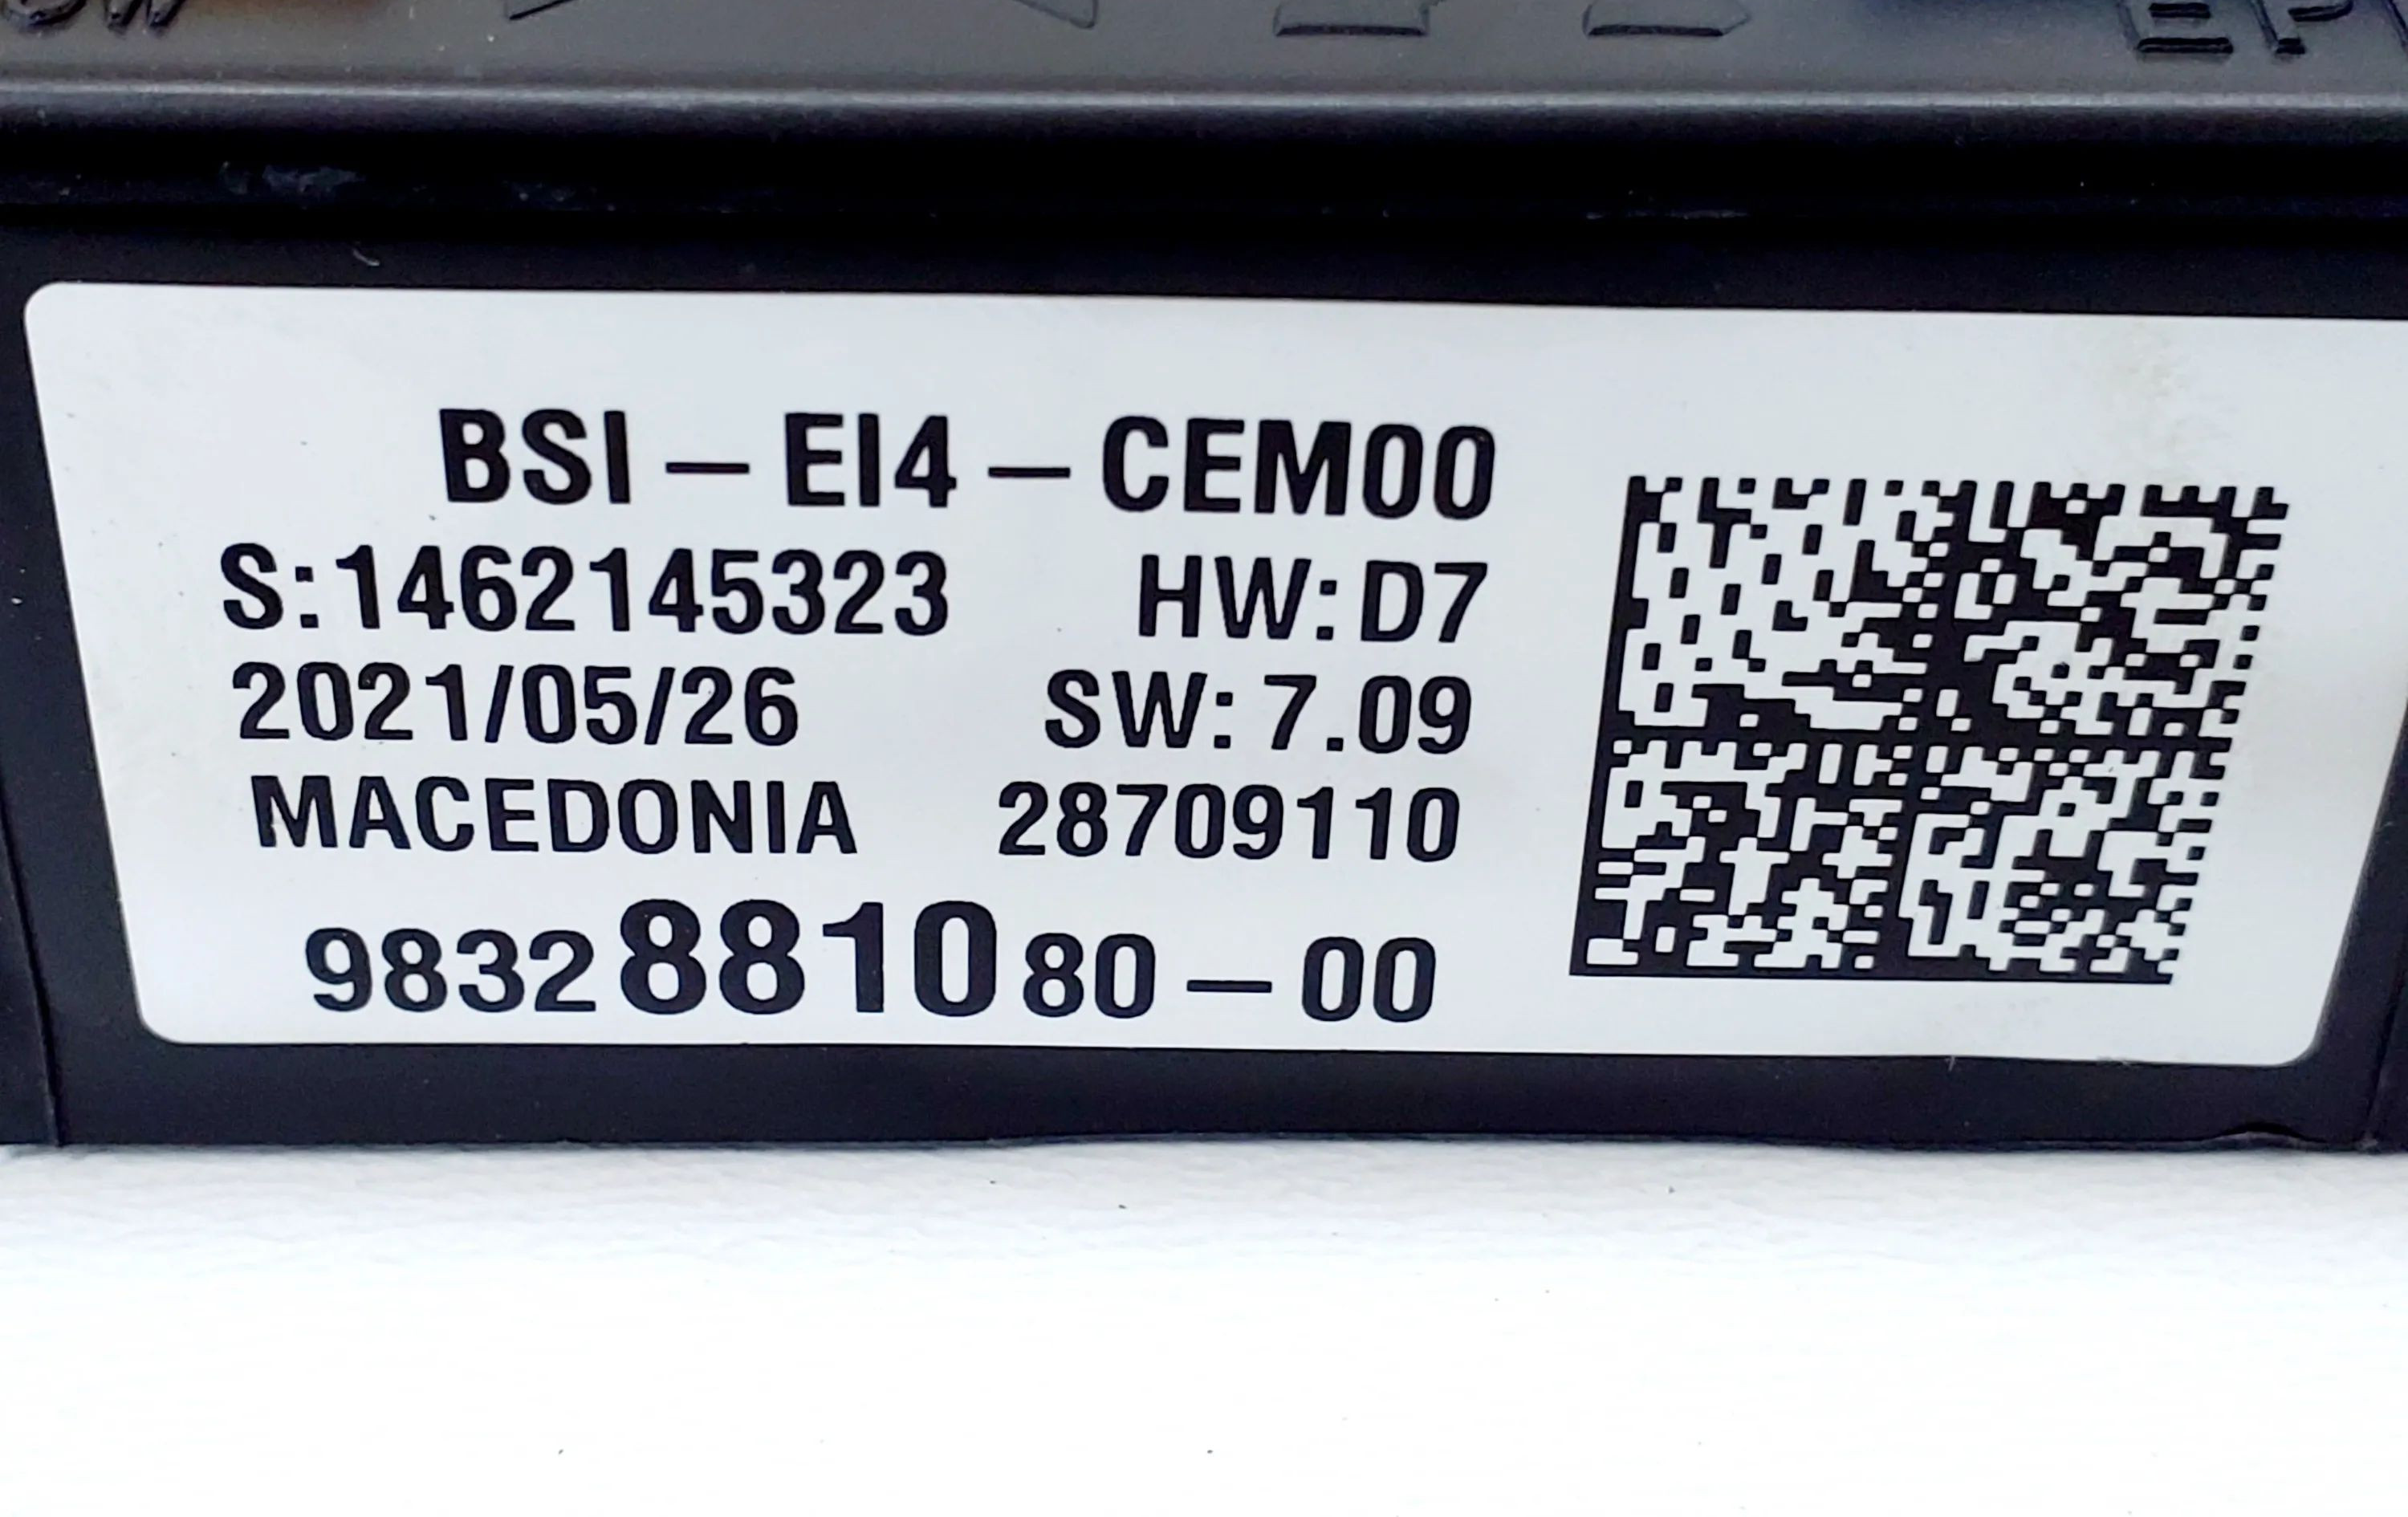 BSI – EI4 – CEM00
S:1462145323 HW:D7
2021/05/26 SW: 7.09
MACEDONIA 28709110
9832881080 – 00